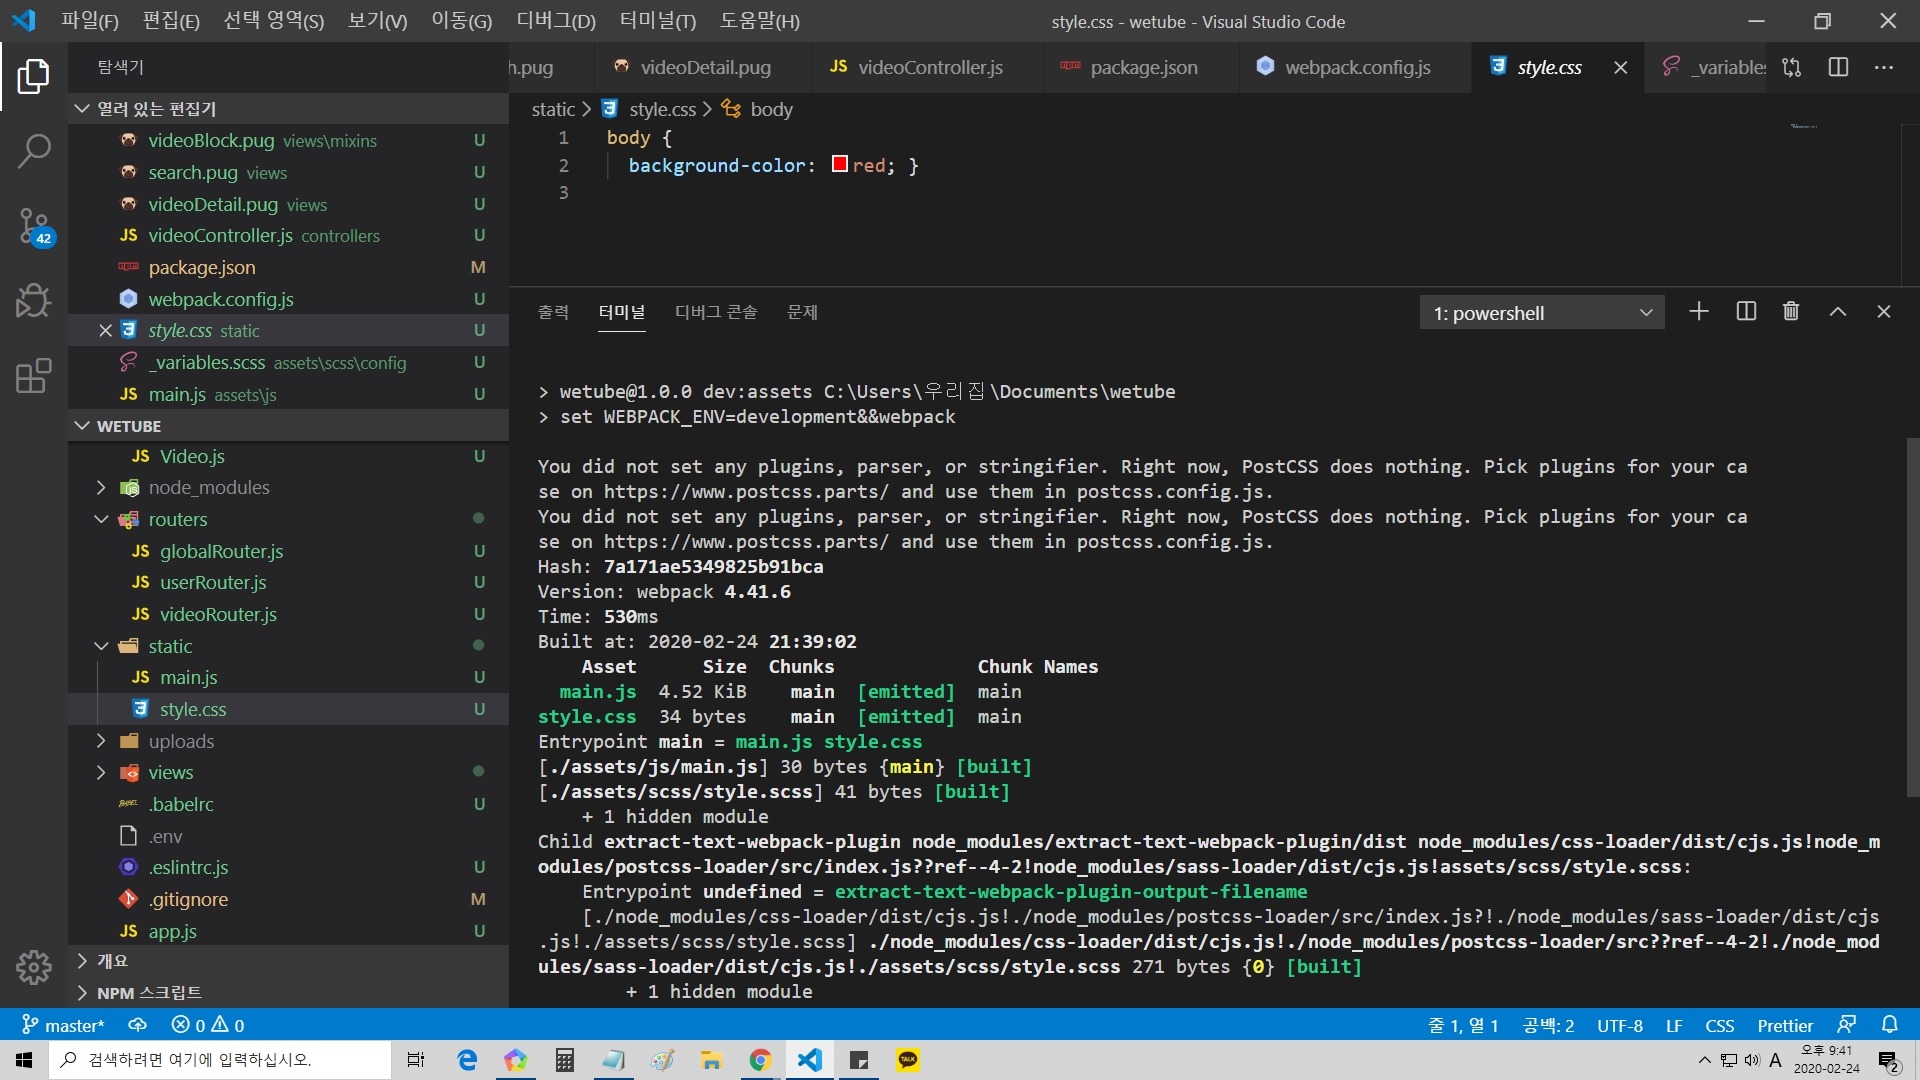 파일(F) 편집(E) 선택 영역(S) 보기(V) 이동(G) 디버그(D) 터미널(T) 도움말(H)
style.css - wetube - Visual Studio Code
탐색기
열려 있는 편집기
videoBlock.pug views\mixins U
search.pug views U
videoDetail.pug views U
JS videoController.js controllers U
package.json M
webpack.config.js U
style.css static U
_variables.scss assets\scss\config U
JS main.js assets\js U
WETUBE
JS Video.js U
node_modules
routers
JS globalRouter.js U
JS userRouter.js U
JS videoRouter.js U
static
JS main.js U
style.css U
uploads
views
.babelrc U
.env
.eslintrc.js U
.gitignore M
JS app.js U
개요
NPM 스크립트
42
h.pug videoDetail.pug JS videoController.js package.json webpack.config.js style.css _variables
static > style.css > body
1 body {
2 background-color: red; }
3
출력 터미널 디버그 콘솔 문제
1: powershell
> wetube@1.0.0 dev:assets C:\Users\우리집\Documents\wetube
> set WEBPACK_ENV=development&&webpack
You did not set any plugins, parser, or stringifier. Right now, PostCSS does nothing. Pick plugins for your ca
se on https://www.postcss.parts/ and use them in postcss.config.js.
You did not set any plugins, parser, or stringifier. Right now, PostCSS does nothing. Pick plugins for your ca
se on https://www.postcss.parts/ and use them in postcss.config.js.
Hash: 7a171ae5349825b91bca
Version: webpack 4.41.6
Time: 530ms
Built at: 2020-02-24 21:39:02
Asset Size Chunks Chunk Names
main.js 4.52 KiB main [emitted] main
style.css 34 bytes main [emitted] main
Entrypoint main = main.js style.css
[./assets/js/main.js] 30 bytes {main} [built]
[./assets/scss/style.scss] 41 bytes [built]
+ 1 hidden module
Child extract-text-webpack-plugin node_modules/extract-text-webpack-plugin/dist node_modules/css-loader/dist/cjs.js!node_m
odules/postcss-loader/src/index.js??ref--4-2!node_modules/sass-loader/dist/cjs.js!assets/scss/style.scss:
Entrypoint undefined = extract-text-webpack-plugin-output-filename
[./node_modules/css-loader/dist/cjs.js!./node_modules/postcss-loader/src/index.js?!./node_modules/sass-loader/dist/cjs
.js!./assets/scss/style.scss] ./node_modules/css-loader/dist/cjs.js!./node_modules/postcss-loader/src??ref--4-2!./node_mod
ules/sass-loader/dist/cjs.js!./assets/scss/style.scss 271 bytes {0} [built]
+ 1 hidden module
master* 0 0
줄 1, 열 1 공백: 2 UTF-8 LF CSS Prettier
검색하려면 여기에 입력하십시오.
TALK
A 오후 9:41
2020-02-24
2